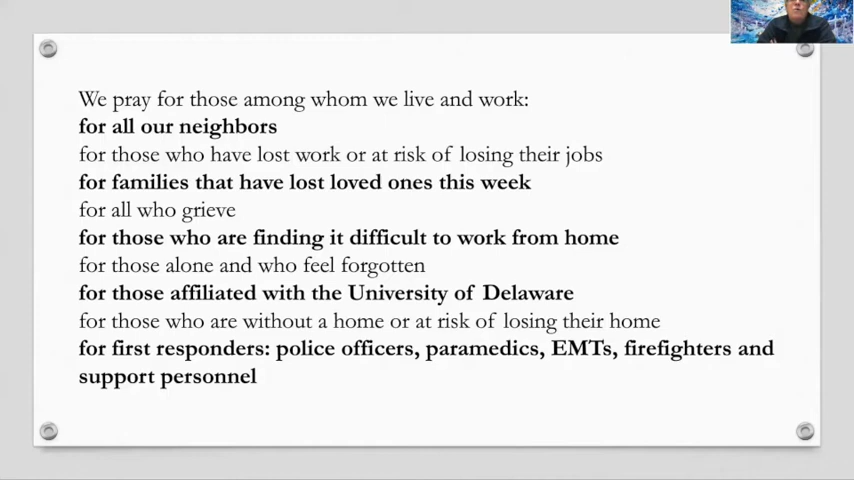 We pray for those among whom we live and work:
for all our neighbors
for those who have lost work or at risk of losing their jobs
for families that have lost loved ones this week
for all who grieve
for those who are finding it difficult to work from home
for those alone and who feel forgotten
for those affiliated with the University of Delaware
for those who are without a home or at risk of losing their home
for first responders: police officers, paramedics, EMTs, firefighters and
support personnel